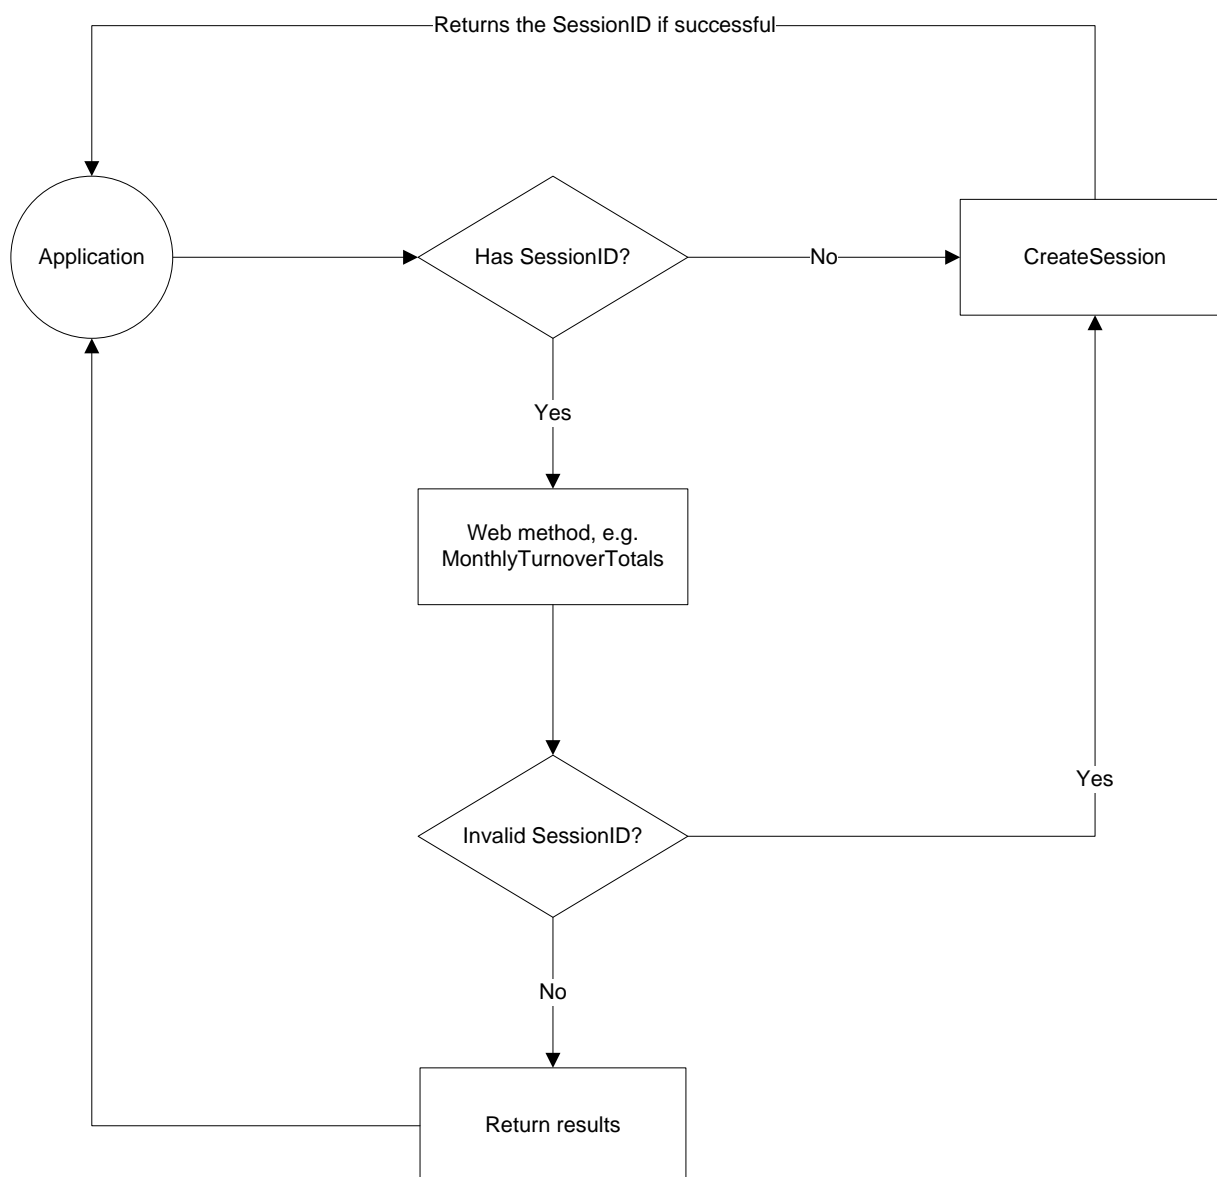 Returns the SessionID if successful
Application
Has SessionID?
No
CreateSession
Yes
Web method, e.g.
MonthlyTurnoverTotals
Yes
Invalid SessionID?
No
Return results